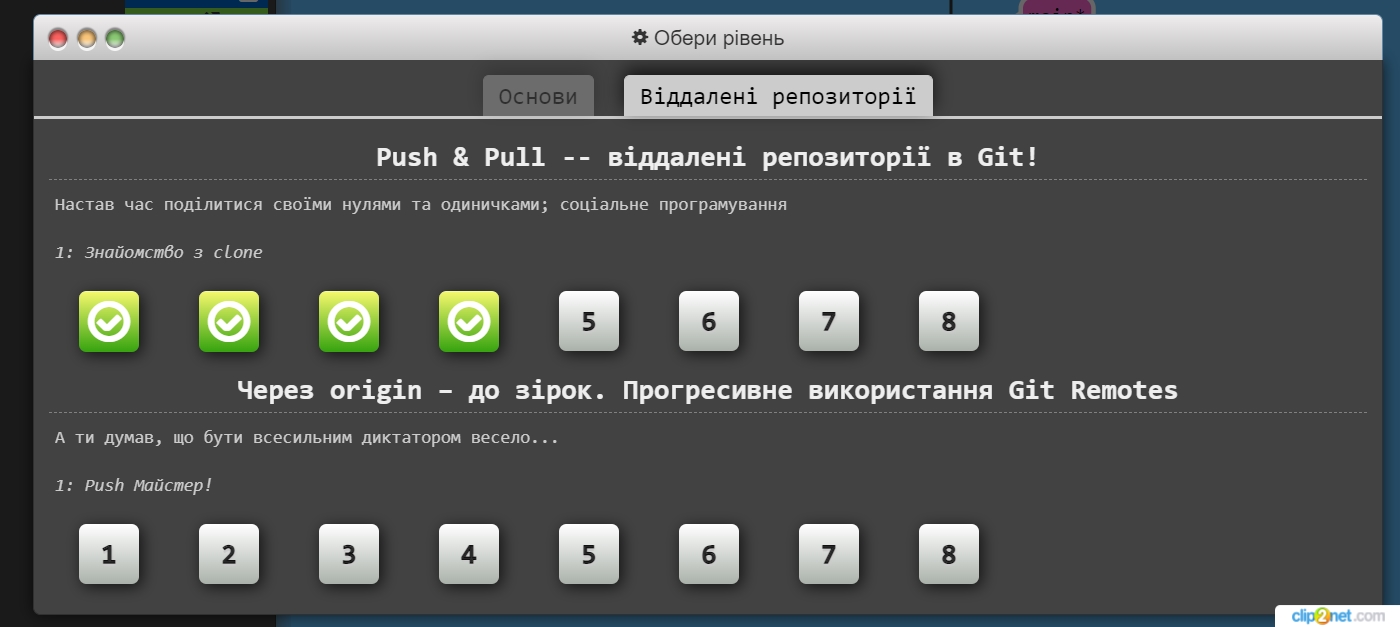 Обери рівень
Основи Віддалені репозиторії
Push & Pull -- віддалені репозиторії в Git!
Настав час поділитися своїми нулями та одиничками; соціальне програмування
1: Знайомство з clone
5 6 7 8
Через origin – до зірок. Прогресивне використання Git Remotes
А ти думав, що бути всесильним диктатором весело...
1: Push Майстер!
1 2 3 4 5 6 7 8
clip2net.com